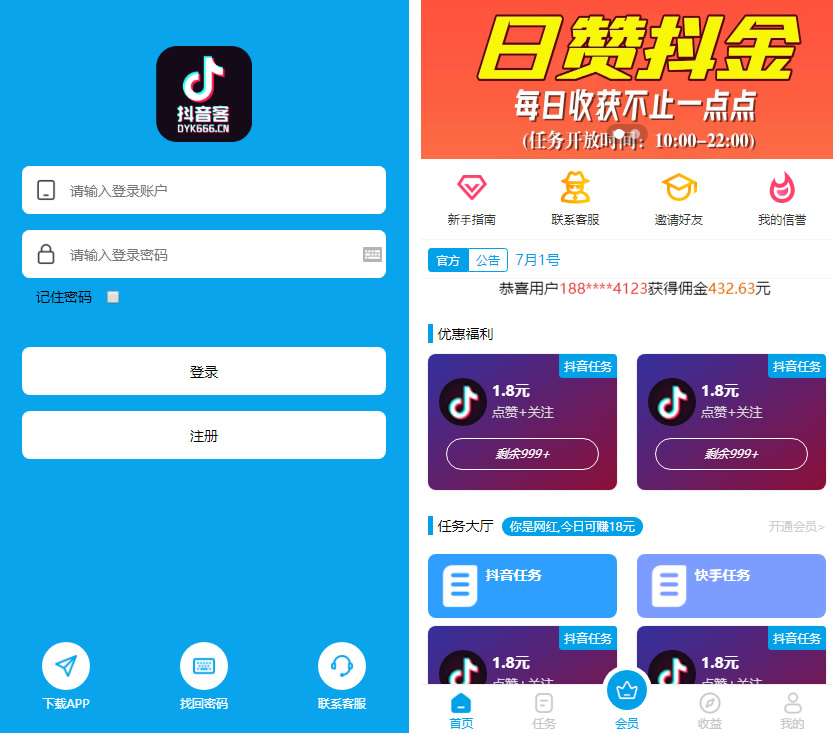 抖音客
DYK666.CN
请输入登录账户
请输入登录密码
记住密码
登录
注册
下载APP
找回密码
联系客服
日赞抖金
每日收获不止一点点
(任务开放时间：10:00-22:00)
新手指南
联系客服
邀请好友
我的信誉
官方 公告 7月1号
恭喜用户188****4123获得佣金432.63元
优惠福利
抖音任务
1.8元
点赞+关注
剩余999+
抖音任务
1.8元
点赞+关注
剩余999+
任务大厅 你是网红,今日可赚18元 开通会员>
抖音任务
快手任务
抖音任务
1.8元
点赞+关注
抖音任务
1.8元
点赞+关注
首页
任务
会员
收益
我的